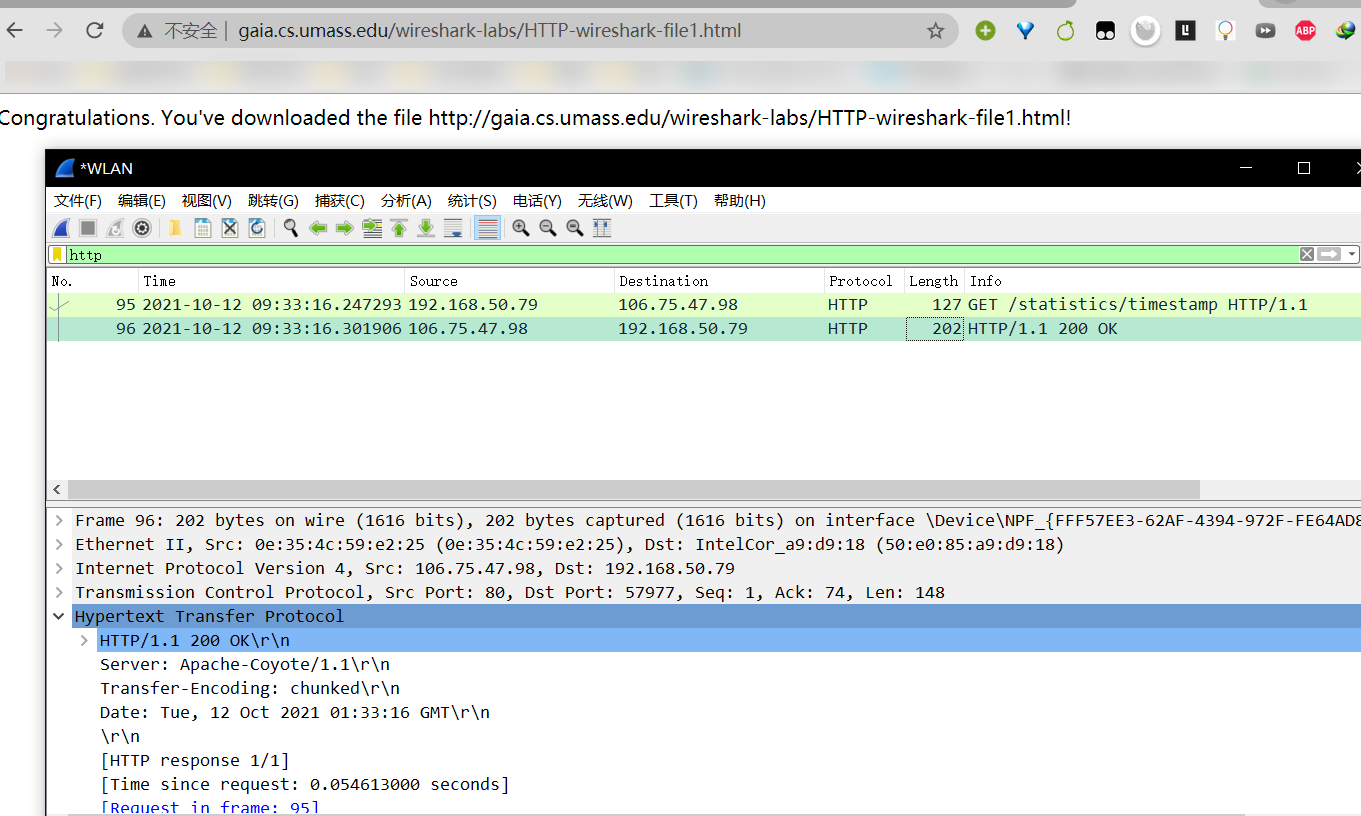 不安全 | gaia.cs.umass.edu/wireshark-labs/HTTP-wireshark-file1.html
L ABP
Congratulations. You've downloaded the file http://gaia.cs.umass.edu/wireshark-labs/HTTP-wireshark-file1.html!
*WLAN
文件(F) 编辑(E) 视图(V) 跳转(G) 捕获(C) 分析(A) 统计(S) 电话(Y) 无线(W) 工具(T) 帮助(H)
http
No. Time Source Destination Protocol Length Info
95 2021-10-12 09:33:16.247293 192.168.50.79 106.75.47.98 HTTP 127 GET /statistics/timestamp HTTP/1.1
96 2021-10-12 09:33:16.301906 106.75.47.98 192.168.50.79 HTTP 202 HTTP/1.1 200 OK
Frame 96: 202 bytes on wire (1616 bits), 202 bytes captured (1616 bits) on interface \Device\NPF_{FFF57EE3-62AF-4394-972F-FE64AD8
Ethernet II, Src: 0e:35:4c:59:e2:25 (0e:35:4c:59:e2:25), Dst: IntelCor_a9:d9:18 (50:e0:85:a9:d9:18)
Internet Protocol Version 4, Src: 106.75.47.98, Dst: 192.168.50.79
Transmission Control Protocol, Src Port: 80, Dst Port: 57977, Seq: 1, Ack: 74, Len: 148
Hypertext Transfer Protocol
HTTP/1.1 200 OK\r\n
Server: Apache-Coyote/1.1\r\n
Transfer-Encoding: chunked\r\n
Date: Tue, 12 Oct 2021 01:33:16 GMT\r\n
\r\n
[HTTP response 1/1]
[Time since request: 0.054613000 seconds]
[Request in frame: 95]